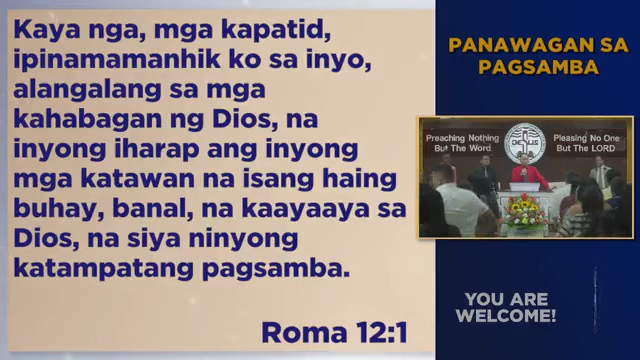 Kaya nga, mga kapatid,
ipinamamanhik ko sa inyo,
alangalang sa mga
kahabagan ng Dios, na
inyong iharap ang inyong
mga katawan na isang haing
buhay, banal, na kaayaaya sa
Dios, na siya ninyong
katampatang pagsamba.
Roma 12:1
PANAWAGAN SA
PAGSAMBA
Preaching Nothing
But The Word
JESUS
Pleasing No One
But The LORD
YOU ARE
WELCOME!